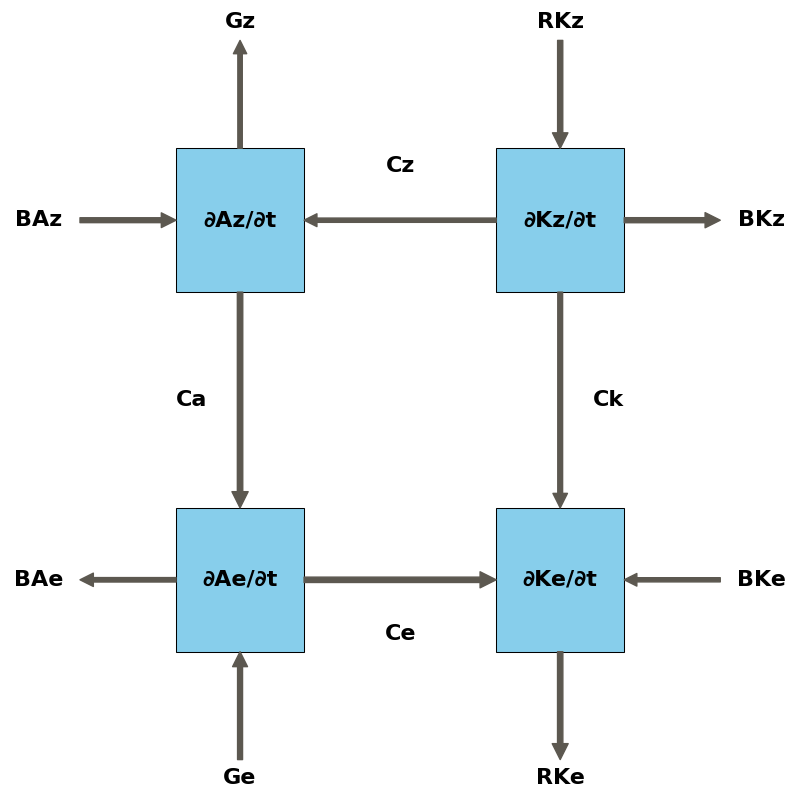 Gz
RKz
Cz
BAz
∂Az/∂t
∂Kz/∂t
BKz
Ca
Ck
BAe
∂Ae/∂t
∂Ke/∂t
BKe
Ce
Ge
RKe